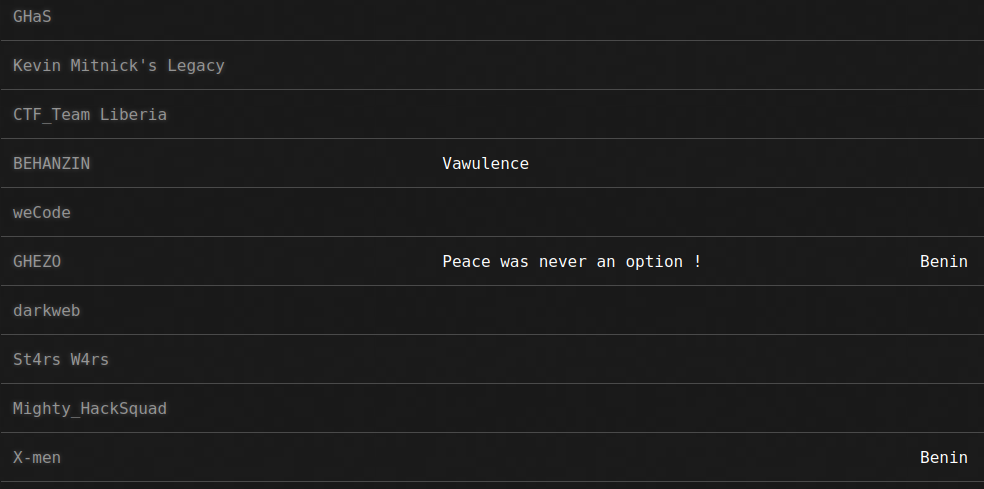 GHaS
Kevin Mitnick's Legacy
CTF_Team Liberia
BEHANZIN Vawulence
weCode
GHEZO Peace was never an option ! Benin
darkweb
St4rs W4rs
Mighty_HackSquad
X-men Benin